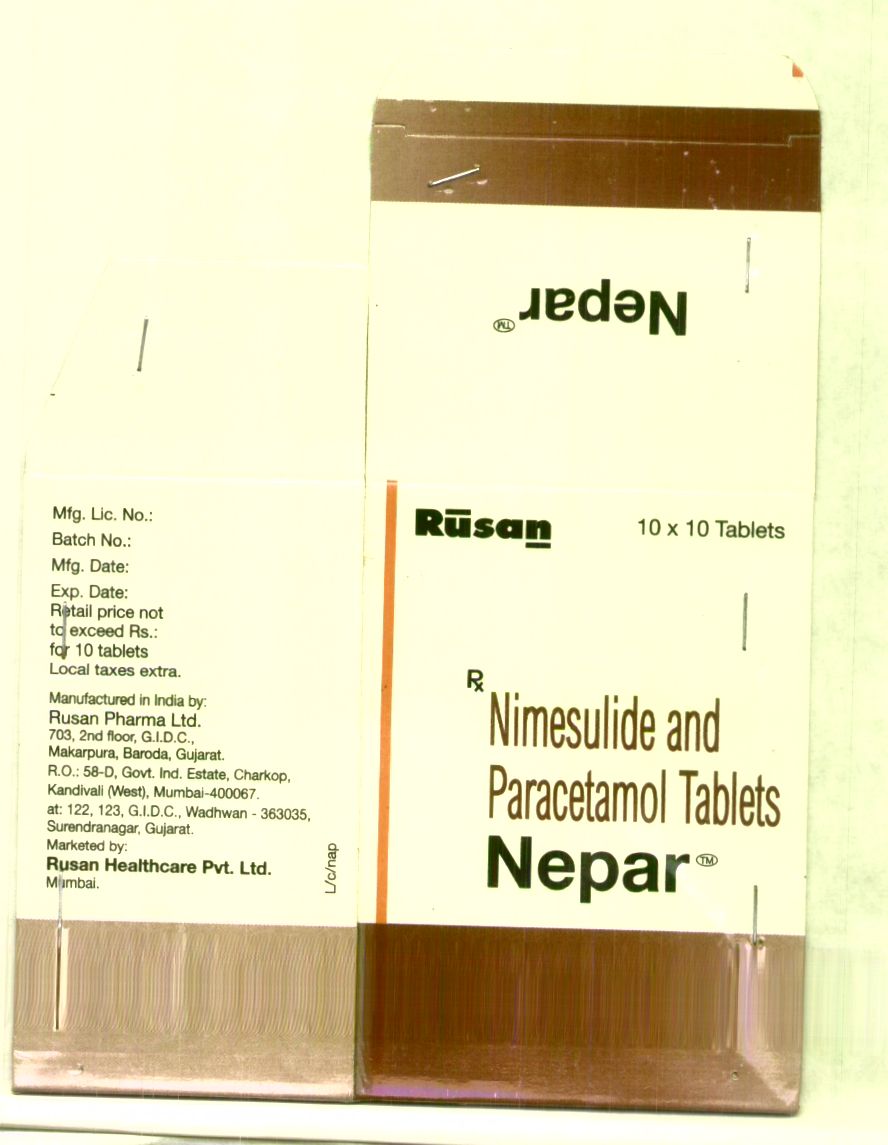 Nepar™
Rūsan
10 x 10 Tablets
Rx
Nimesulide and
Paracetamol Tablets
Nepar™
Mfg. Lic. No.:
Batch No.:
Mfg. Date:
Exp. Date:
Retail price not
to exceed Rs.:
for 10 tablets
Local taxes extra.
Manufactured in India by:
Rusan Pharma Ltd.
703, 2nd floor, G.I.D.C.,
Makarpura, Baroda, Gujarat.
R.O.: 58-D, Govt. Ind. Estate, Charkop,
Kandivali (West), Mumbai-400067.
at: 122, 123, G.I.D.C., Wadhwan - 363035,
Surendranagar, Gujarat.
Marketed by:
Rusan Healthcare Pvt. Ltd.
Mumbai.
L/c/nap